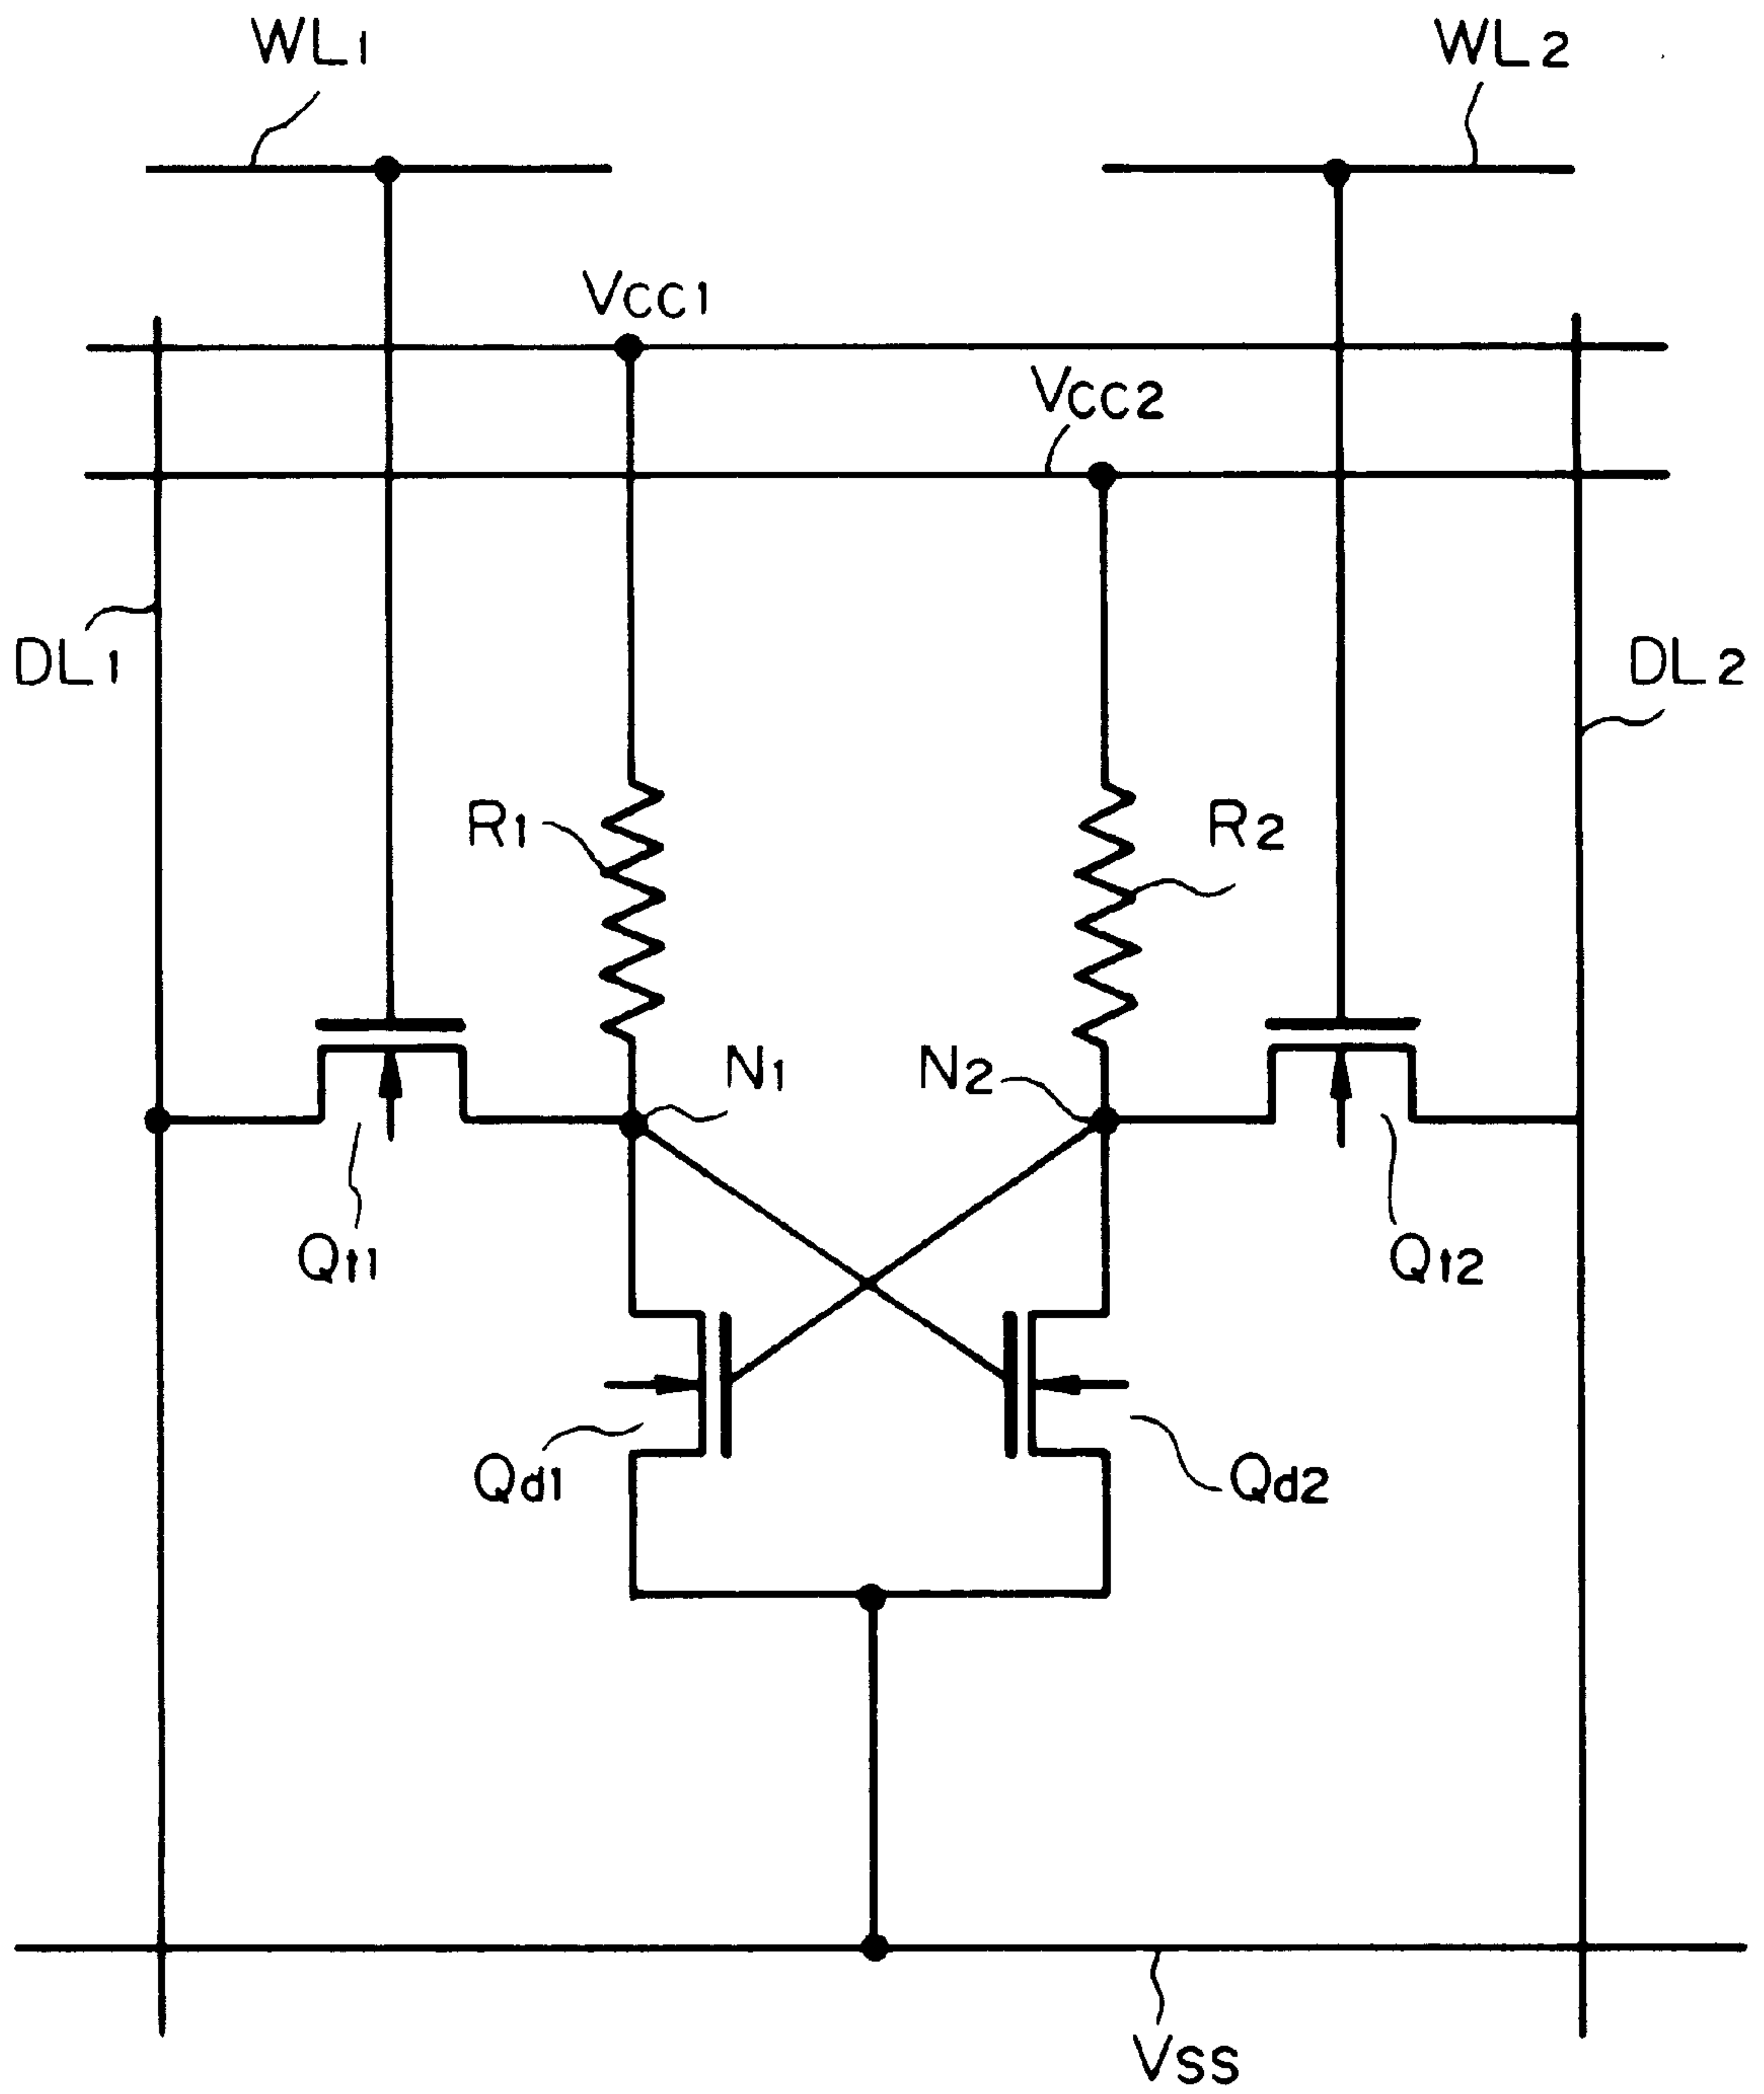 WL1
WL2
VCC1
VCC2
DL1
DL2
R1
R2
N1
N2
Qt1
Qt2
Qd1
Qd2
VSS